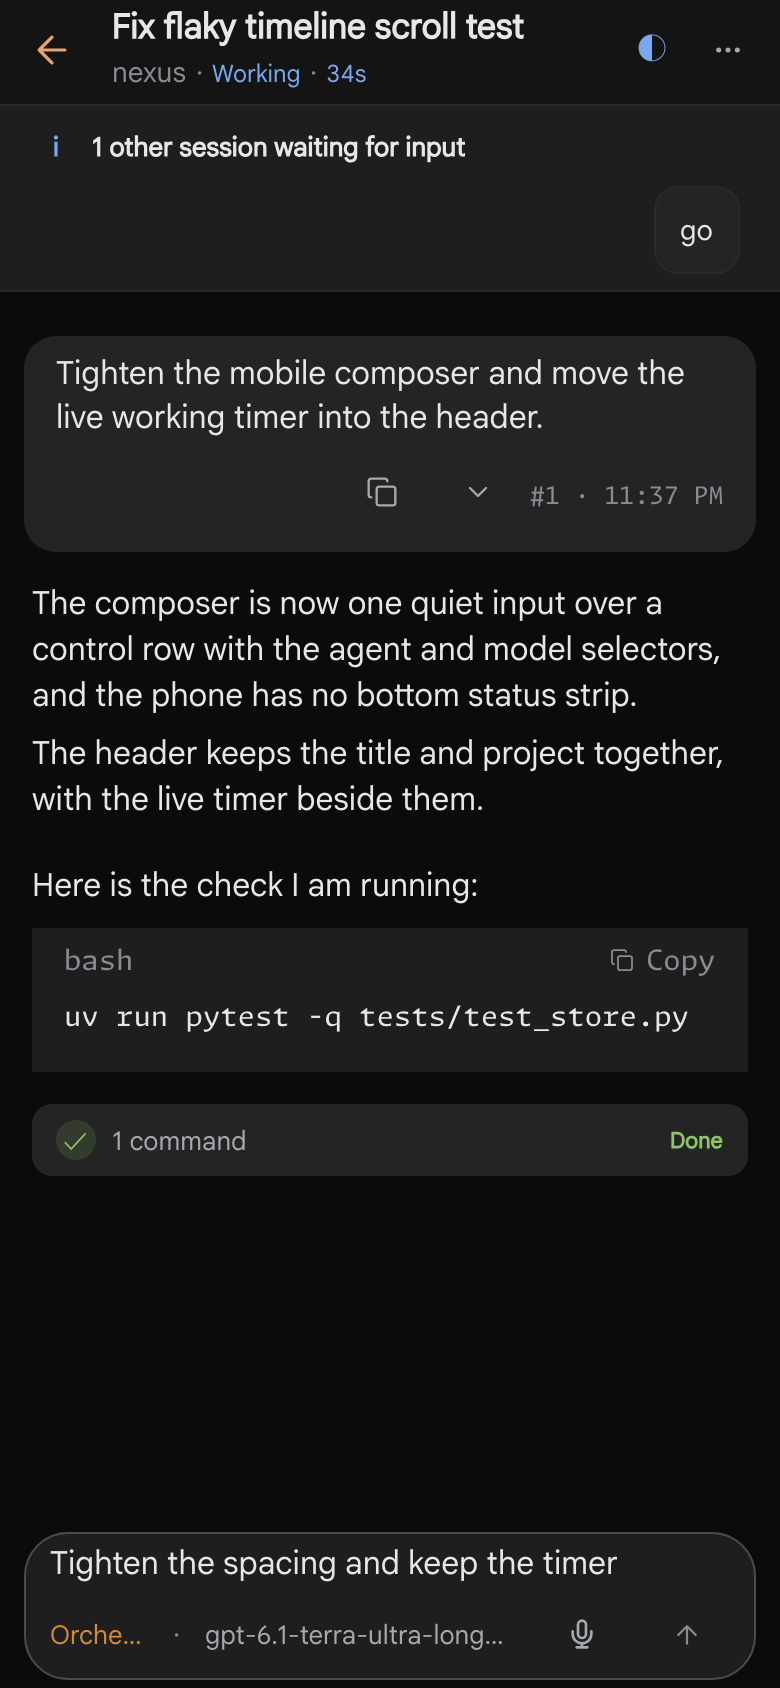 Fix flaky timeline scroll test
nexus · Working · 34s
1 other session waiting for input
go
Tighten the mobile composer and move the
live working timer into the header.
#1 · 11:37 PM
The composer is now one quiet input over a
control row with the agent and model selectors,
and the phone has no bottom status strip.
The header keeps the title and project together,
with the live timer beside them.
Here is the check I am running:
bash
Copy
uv run pytest -q tests/test_store.py
1 command
Done
Tighten the spacing and keep the timer
Orche... · gpt-6.1-terra-ultra-long...